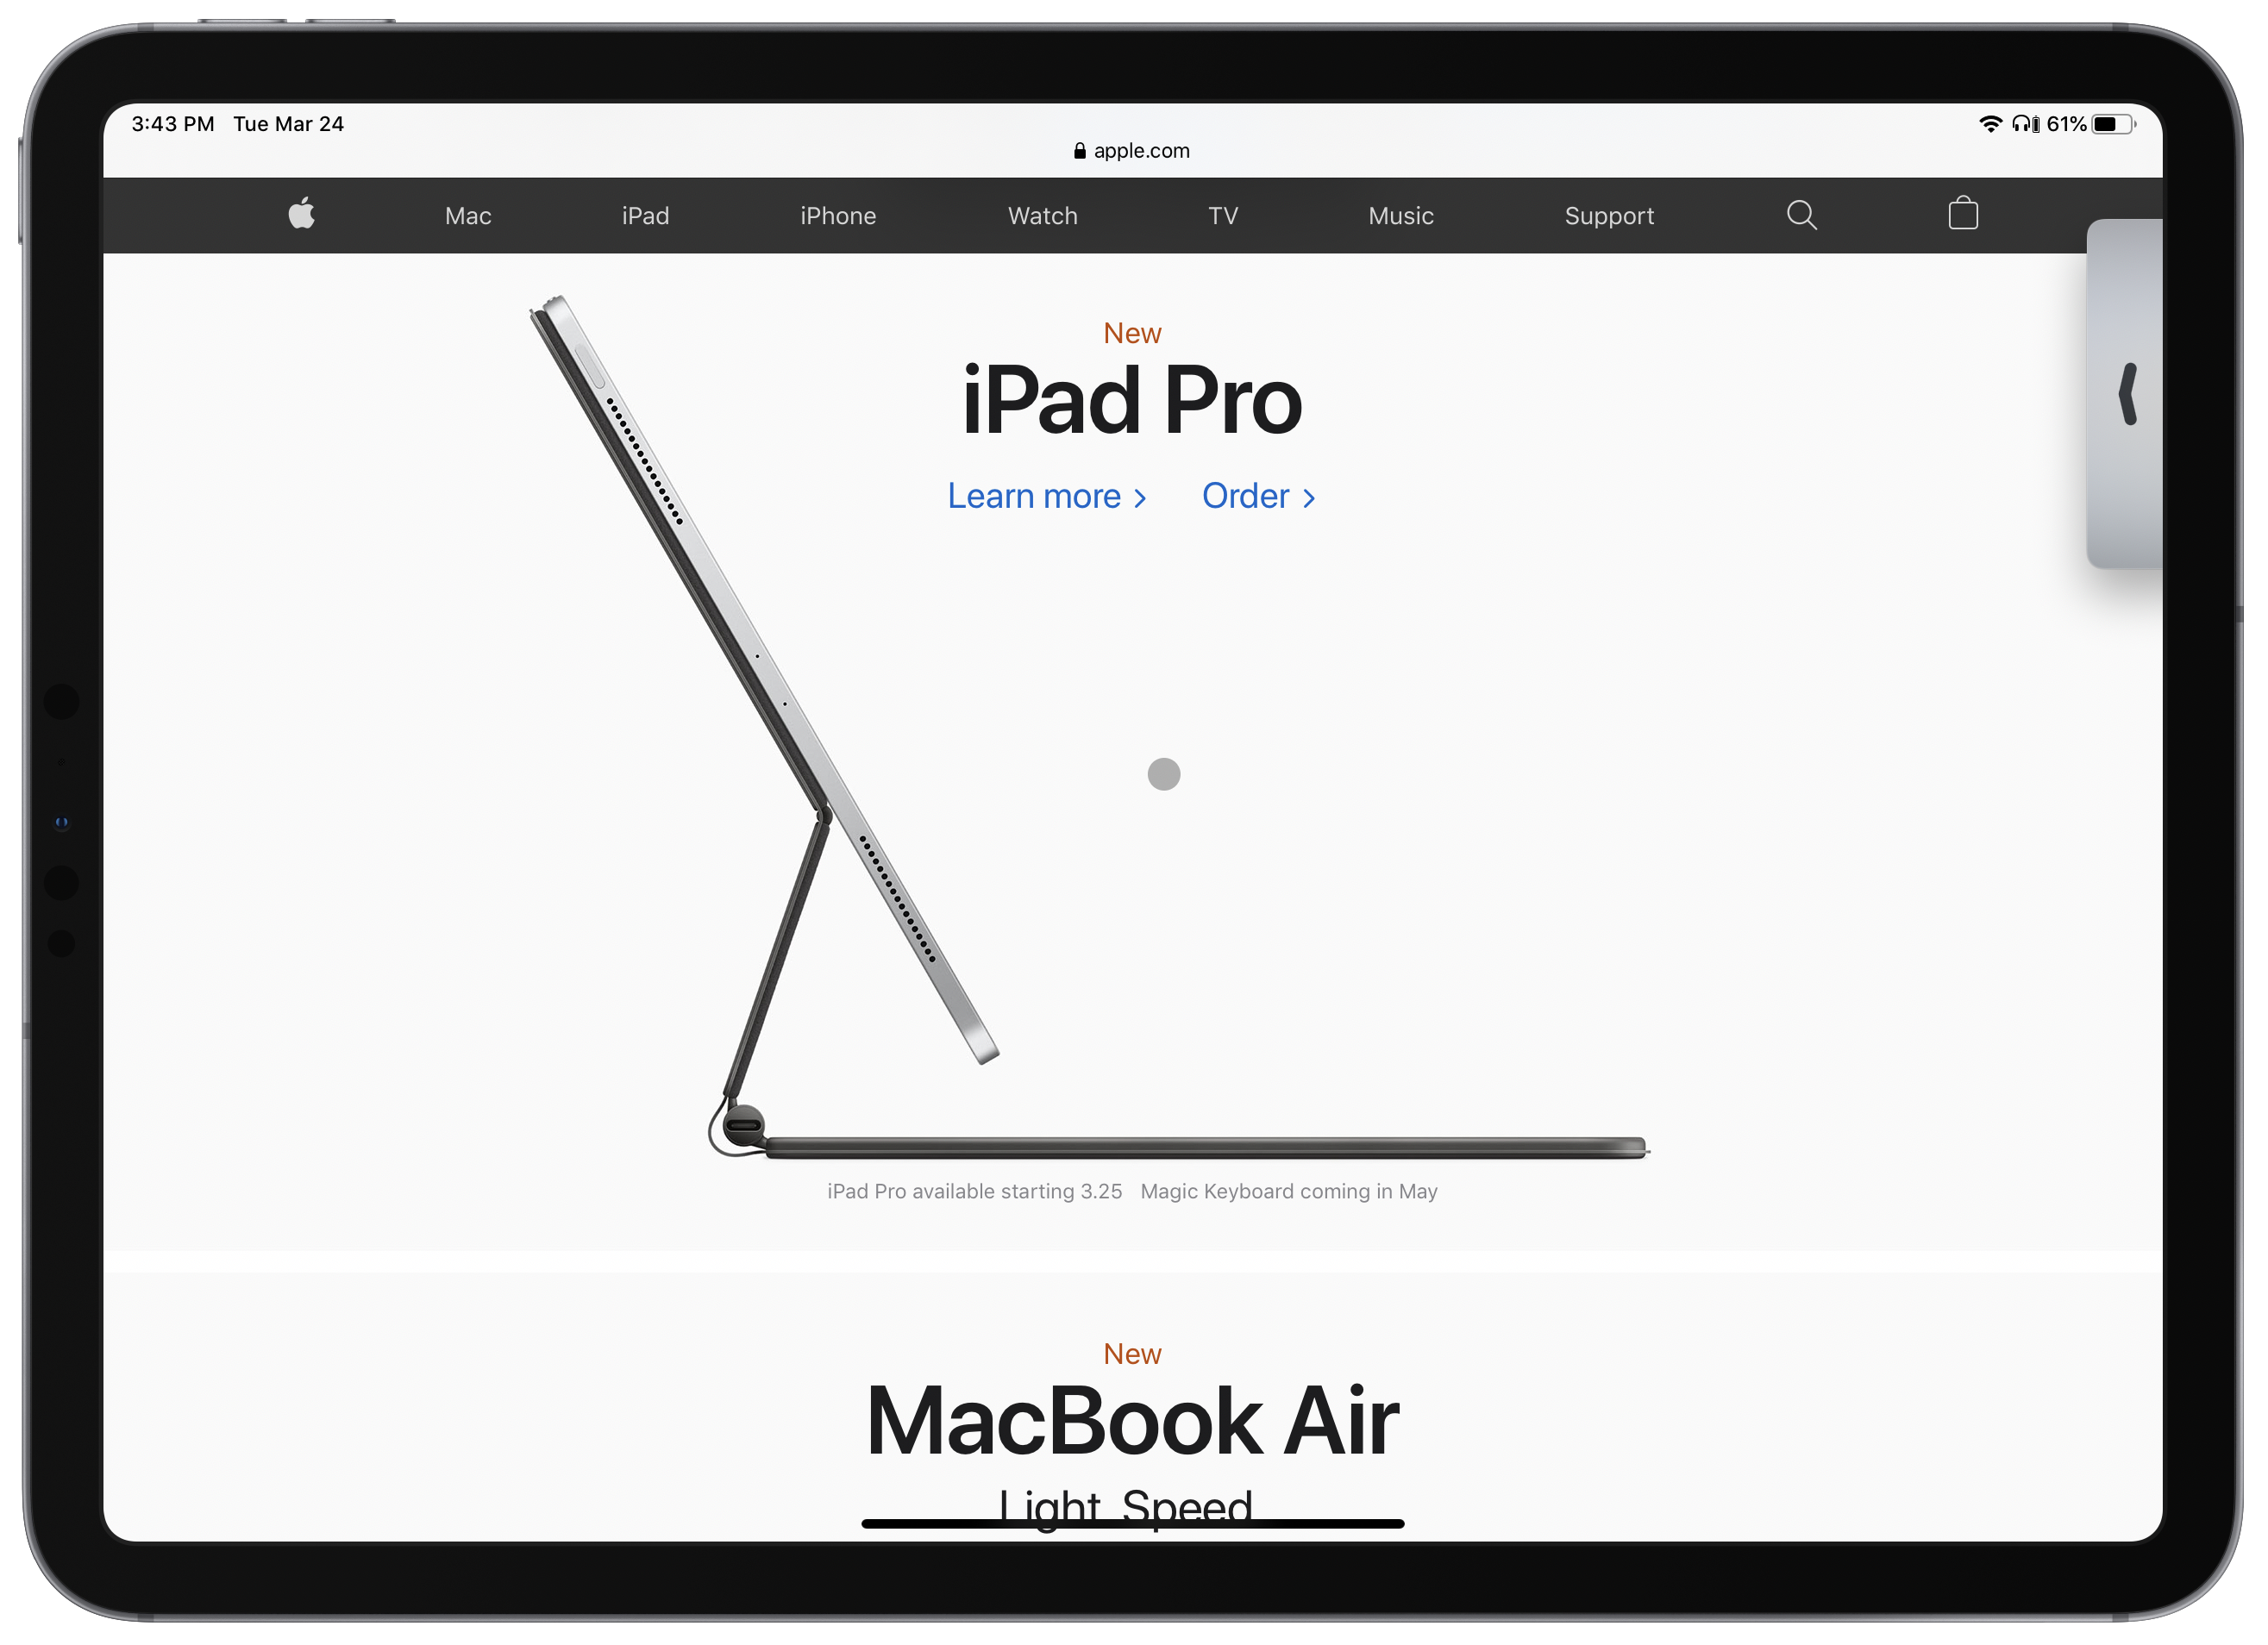 3:43 PM Tue Mar 24
61%
apple.com
Mac iPad iPhone Watch TV Music Support
New
iPad Pro
Learn more > Order >
iPad Pro available starting 3.25 Magic Keyboard coming in May
New
MacBook Air
Light. Speed